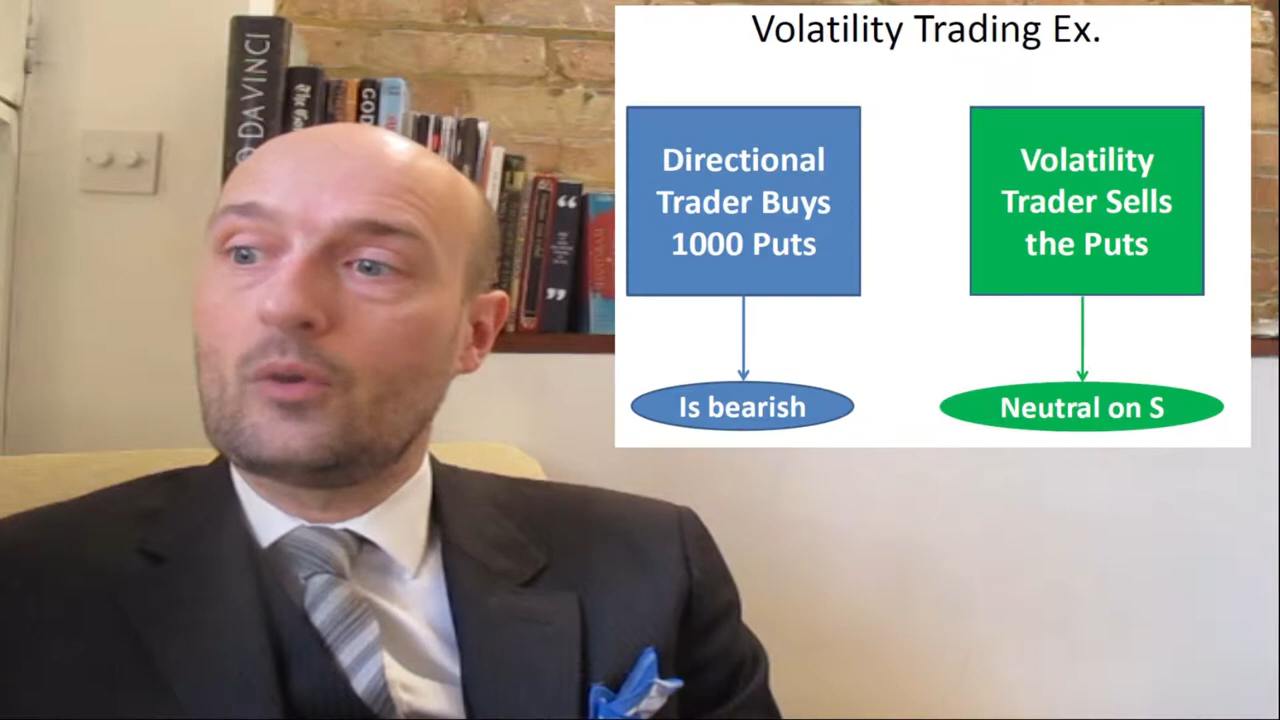 Volatility Trading Ex.
Directional
Trader Buys
1000 Puts
Volatility
Trader Sells
the Puts
Is bearish
Neutral on S
DA VINCI
“
”